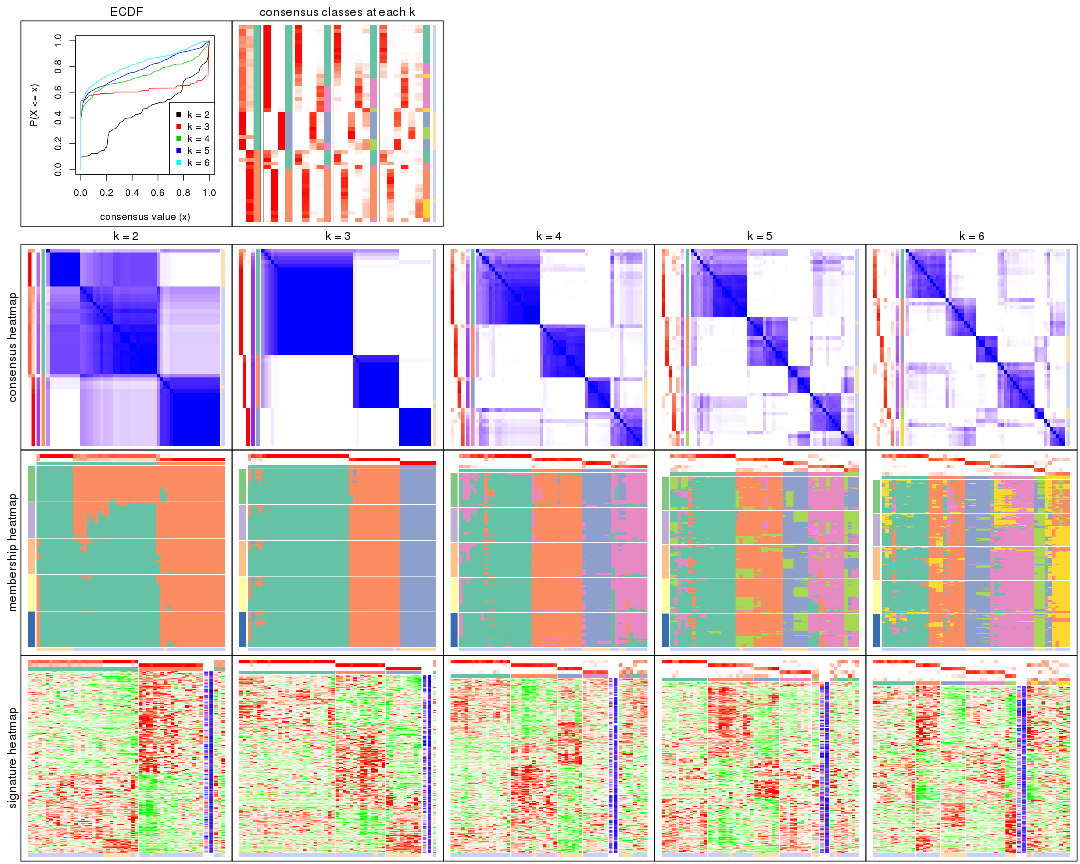 ECDF
consensus classes at each k
P(X <= x)
1.0
0.8
0.6
0.4
0.2
0.0
k = 2
k = 3
k = 4
k = 5
k = 6
0.0 0.2 0.4 0.6 0.8 1.0
consensus value (x)
k = 2 k = 3 k = 4 k = 5 k = 6
consensus heatmap
membership heatmap
signature heatmap